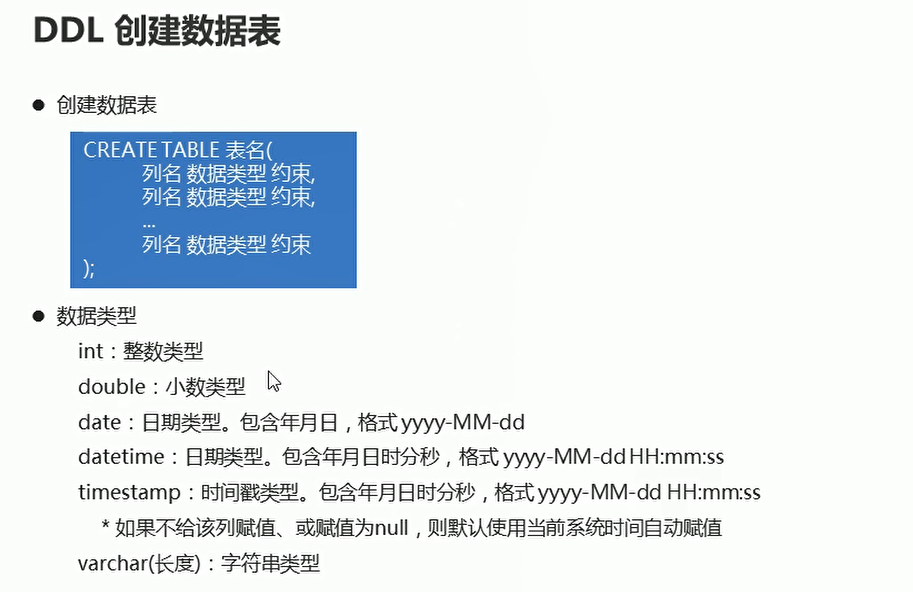 DDL 创建数据表
● 创建数据表
CREATE TABLE 表名(
列名 数据类型 约束,
列名 数据类型 约束,
...
列名 数据类型 约束
);
● 数据类型
int：整数类型
double：小数类型
date：日期类型。包含年月日，格式 yyyy-MM-dd
datetime：日期类型。包含年月日时分秒，格式 yyyy-MM-dd HH:mm:ss
timestamp：时间戳类型。包含年月日时分秒，格式 yyyy-MM-dd HH:mm:ss
* 如果不给该列赋值、或赋值为null，则默认使用当前系统时间自动赋值
varchar(长度)：字符串类型